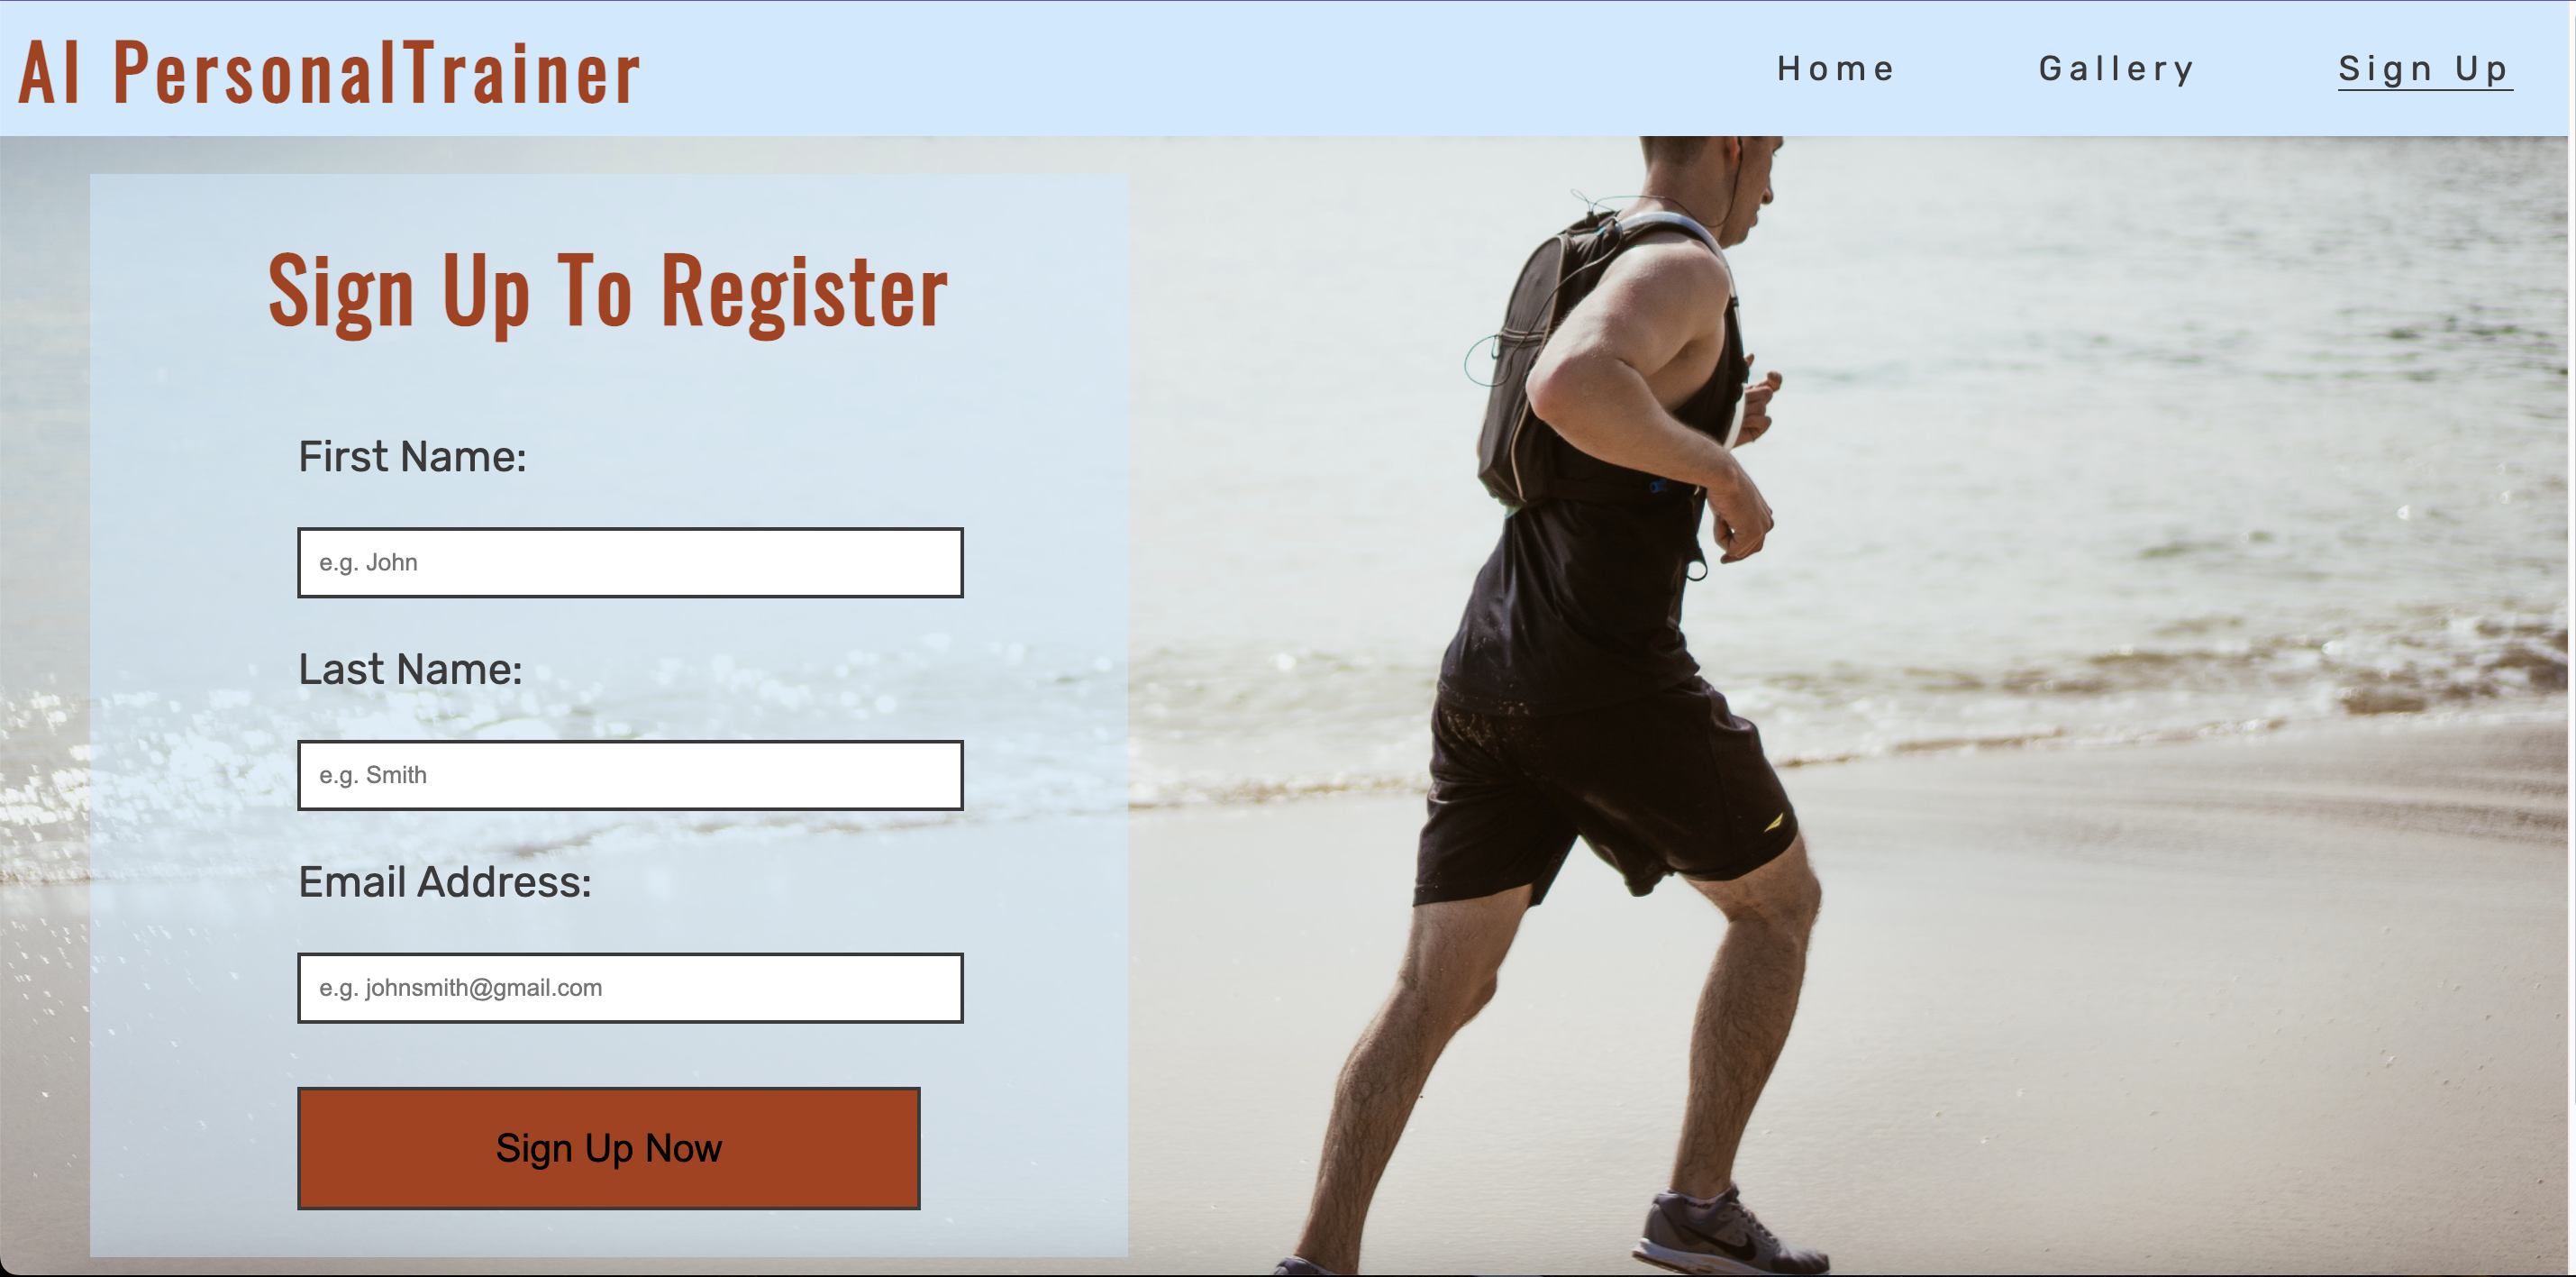 AI PersonalTrainer
Home Gallery Sign Up
Sign Up To Register
First Name:
e.g. John
Last Name:
e.g. Smith
Email Address:
e.g. johnsmith@gmail.com
Sign Up Now